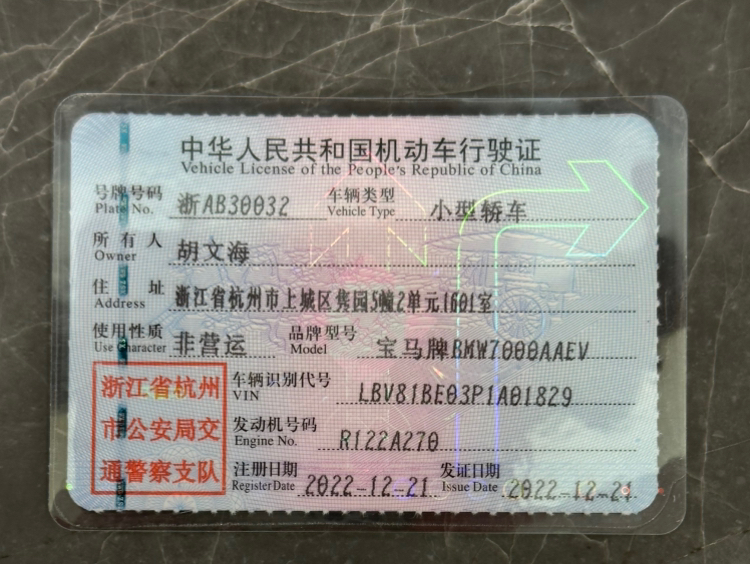 中华人民共和国机动车行驶证
Vehicle License of the People's Republic of China
号牌号码 浙AB30032 车辆类型 小型轿车
Plate No. Vehicle Type
所有人 胡文海
Owner
住址 浙江省杭州市上城区隽园5幢2单元1601室
Address
使用性质 非营运 品牌型号 宝马牌BMW7000AAEV
Use Character Model
浙江省杭州
市公安局交
通警察支队
车辆识别代号 LBV81BE03P1A01829
VIN
发动机号码 R122A270
Engine No.
注册日期 2022-12-21 发证日期 2022-12-21
Register Date Issue Date